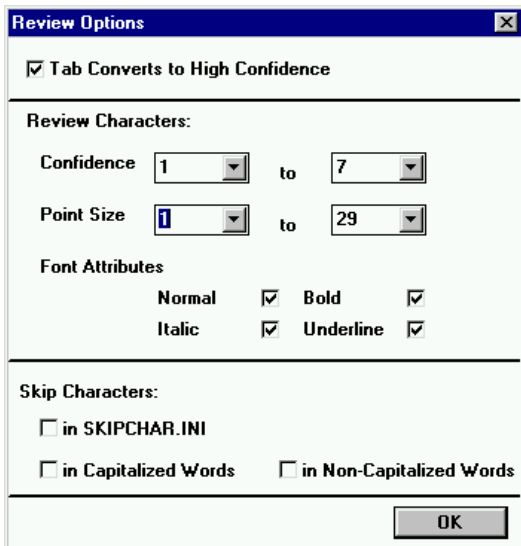 Review Options
Tab Converts to High Confidence
Review Characters:
Confidence 1 to 7
Point Size 1 to 29
Font Attributes
Normal Bold
Italic Underline
Skip Characters:
in SKIPCHAR.INI
in Capitalized Words in Non-Capitalized Words
OK